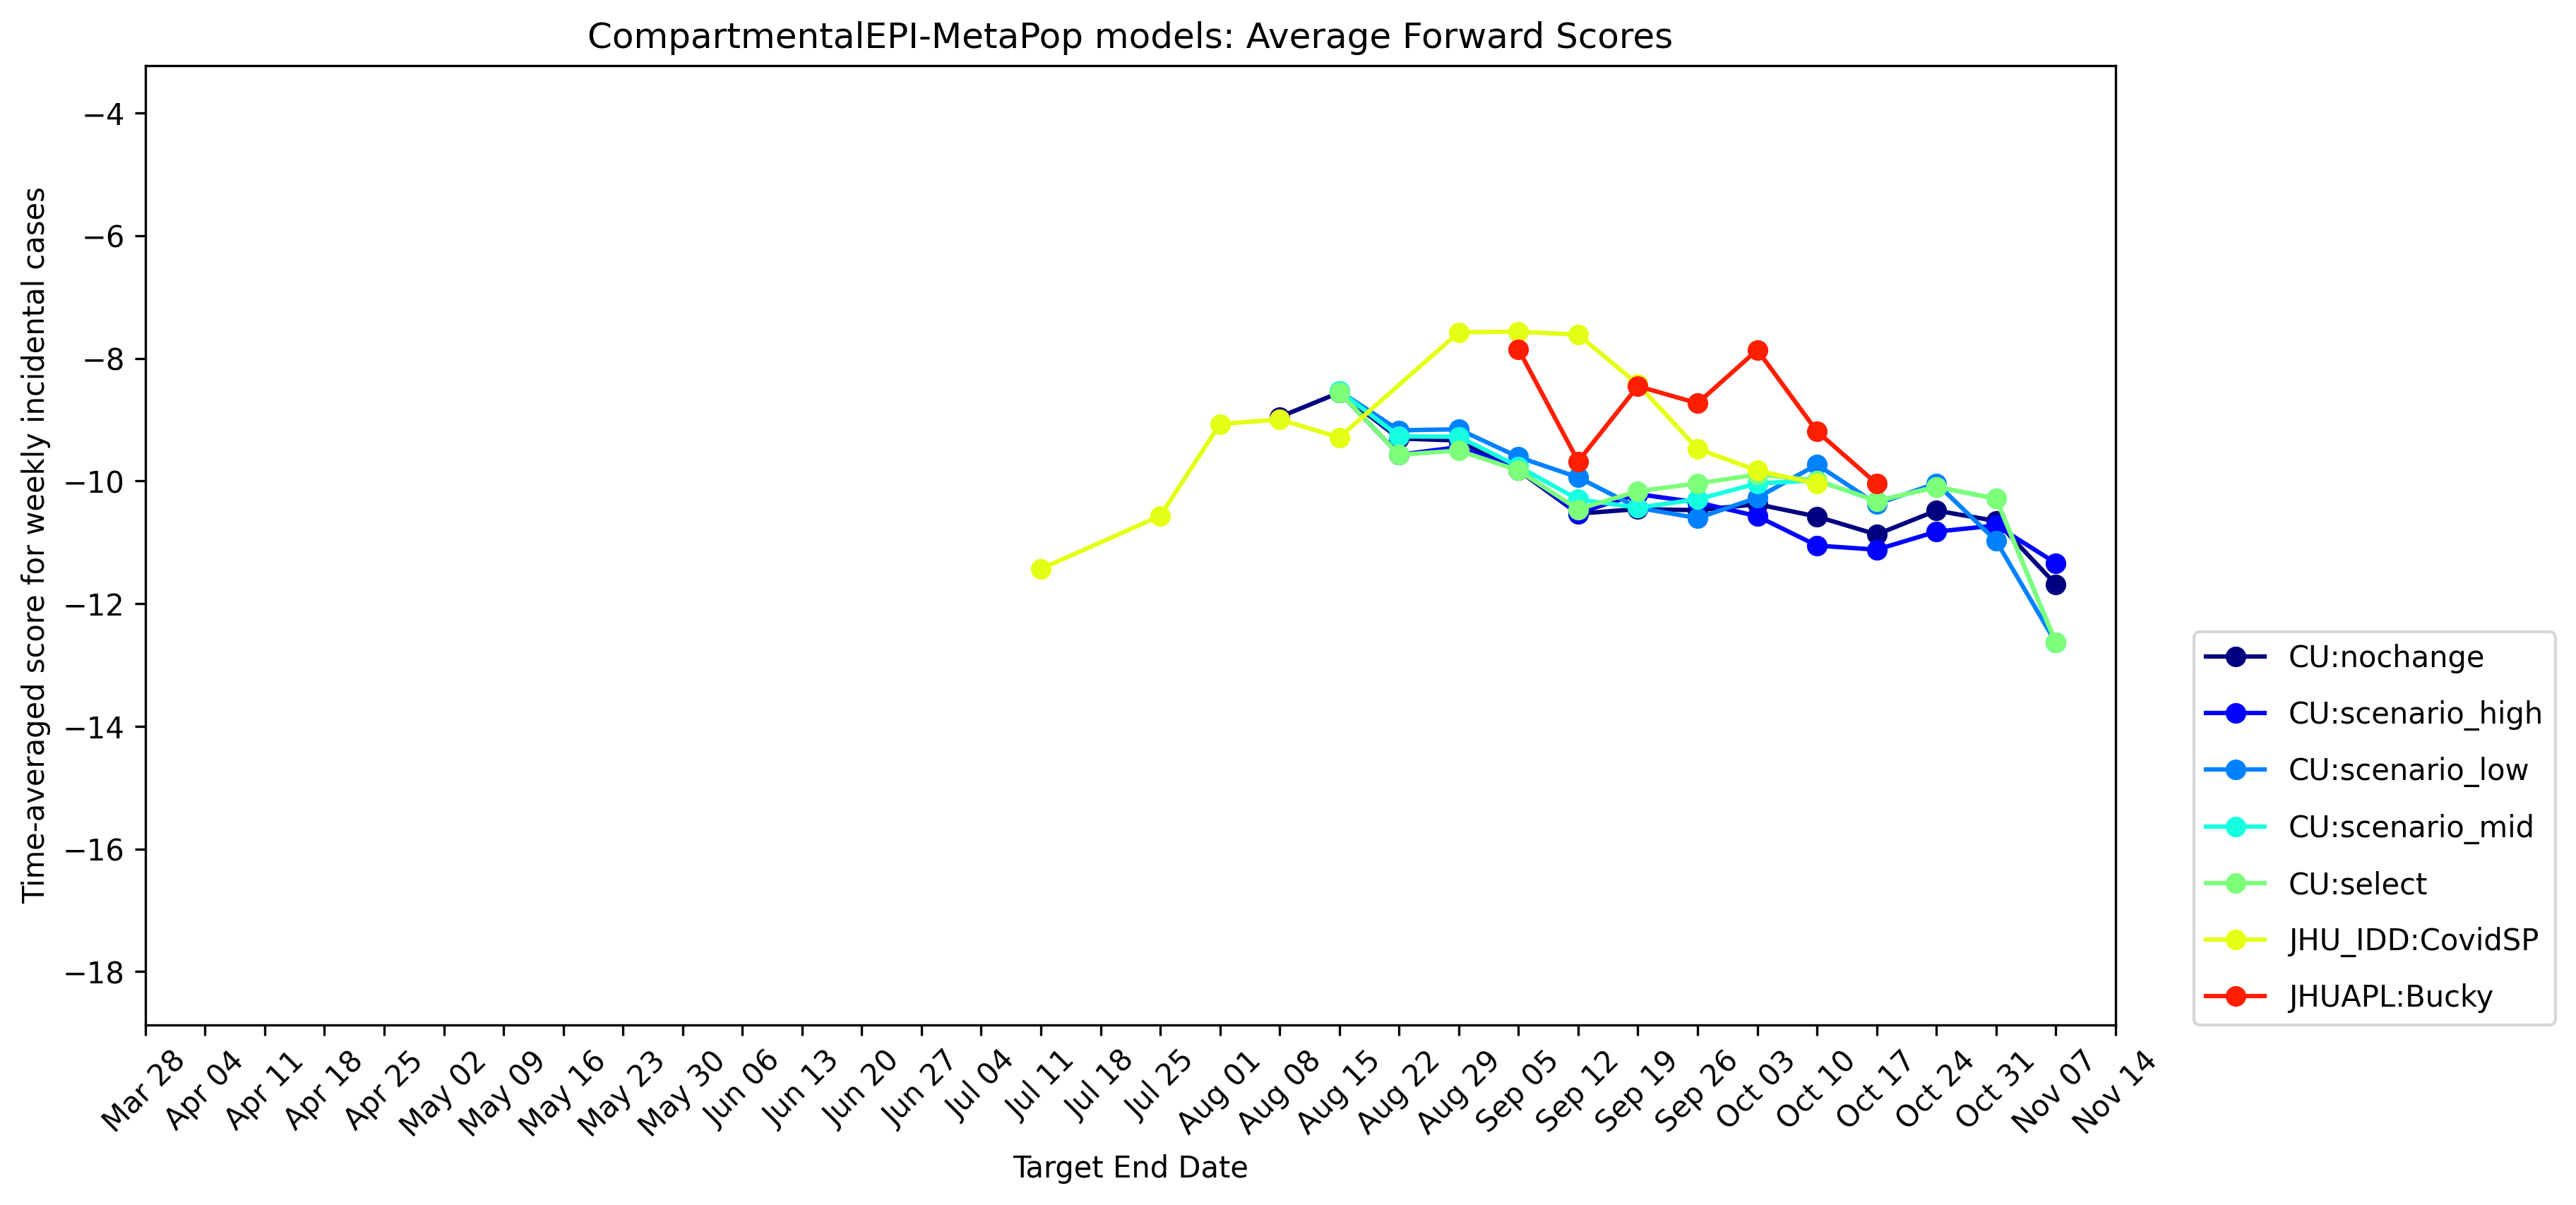 CompartmentalEPI-MetaPop models: Average Forward Scores
Time-averaged score for weekly incidental cases
−4
−6
−8
−10
−12
−14
−16
−18
Mar 28
Apr 04
Apr 11
Apr 18
Apr 25
May 02
May 09
May 16
May 23
May 30
Jun 06
Jun 13
Jun 20
Jun 27
Jul 04
Jul 11
Jul 18
Jul 25
Aug 01
Aug 08
Aug 15
Aug 22
Aug 29
Sep 05
Sep 12
Sep 19
Sep 26
Oct 03
Oct 10
Oct 17
Oct 24
Oct 31
Nov 07
Nov 14
Target End Date
CU:nochange
CU:scenario_high
CU:scenario_low
CU:scenario_mid
CU:select
JHU_IDD:CovidSP
JHUAPL:Bucky